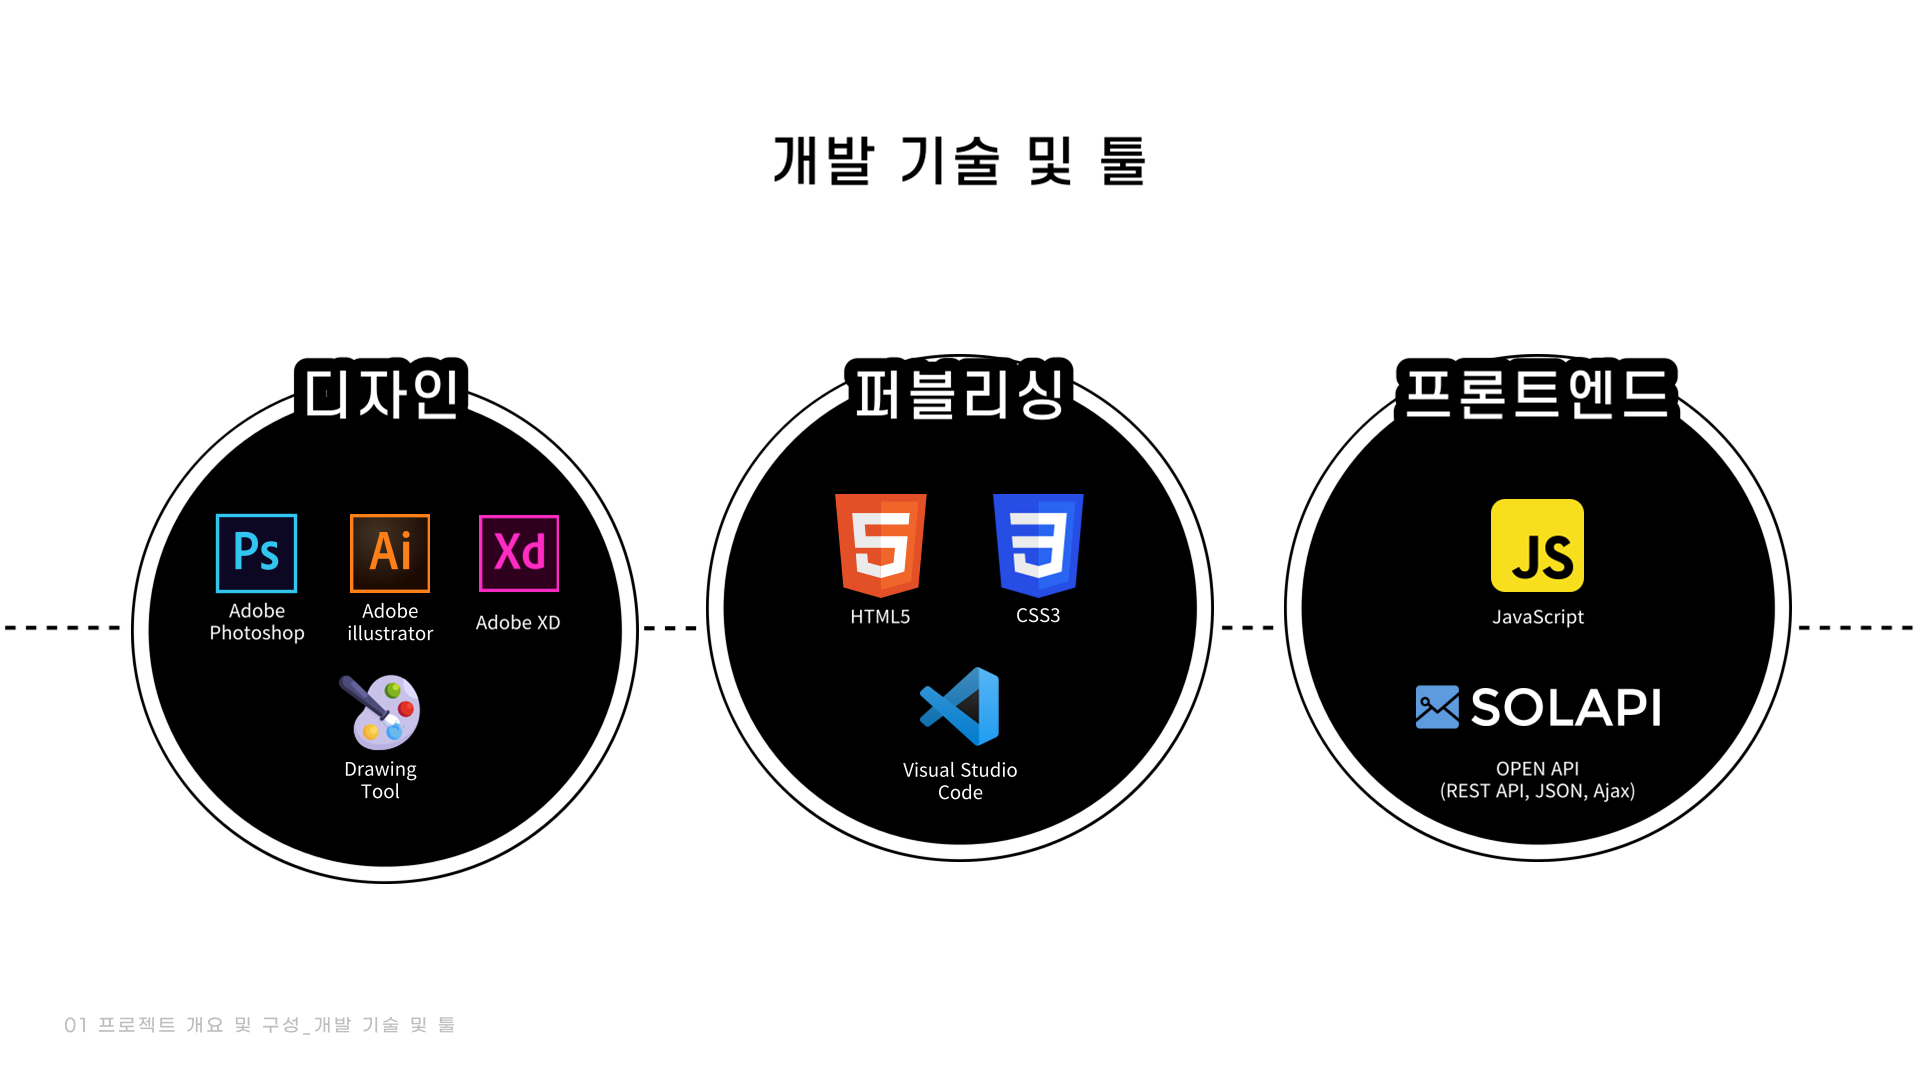 개발 기술 및 툴
디자인
Ps
Ai
Xd
Adobe
Photoshop
Adobe
illustrator
Adobe XD
Drawing
Tool
퍼블리싱
5
3
HTML5
CSS3
Visual Studio
Code
프론트엔드
JS
JavaScript
SOLAPI
OPEN API
(REST API, JSON, Ajax)
01 프로젝트 개요 및 구성_개발 기술 및 툴